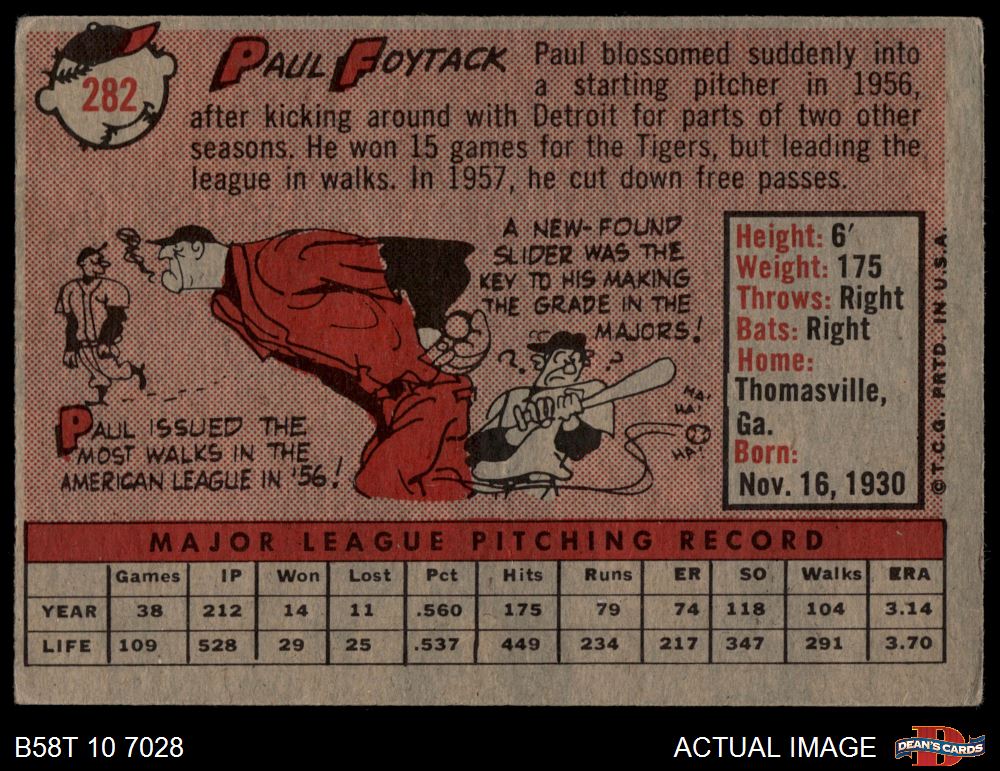 282
PAUL FOYTACK
Paul blossomed suddenly into
a starting pitcher in 1956,
after kicking around with Detroit for parts of two other
seasons. He won 15 games for the Tigers, but leading the
league in walks. In 1957, he cut down free passes.
A NEW-FOUND
SLIDER WAS THE
KEY TO HIS MAKING
THE GRADE IN THE
MAJORS!
? ?
HA! HA! HA!
PAUL ISSUED THE
MOST WALKS IN THE
AMERICAN LEAGUE IN '56!
Height: 6'
Weight: 175
Throws: Right
Bats: Right
Home:
Thomasville,
Ga.
Born:
Nov. 16, 1930
© T.C.G. PRTD. IN U.S.A.
MAJOR LEAGUE PITCHING RECORD
Games IP Won Lost Pct Hits Runs ER SO Walks ERA
YEAR 38 212 14 11 .560 175 79 74 118 104 3.14
LIFE 109 528 29 25 .537 449 234 217 347 291 3.70
B58T 10 7028
ACTUAL IMAGE
D
DEAN'S CARDS